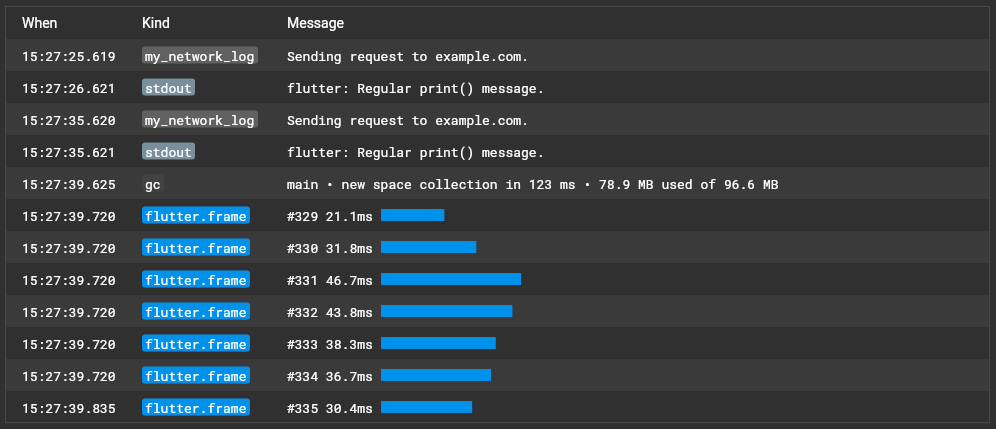 When Kind Message
15:27:25.619 my_network_log Sending request to example.com.
15:27:26.621 stdout flutter: Regular print() message.
15:27:35.620 my_network_log Sending request to example.com.
15:27:35.621 stdout flutter: Regular print() message.
15:27:39.625 gc main • new space collection in 123 ms • 78.9 MB used of 96.6 MB
15:27:39.720 flutter.frame #329 21.1ms
15:27:39.720 flutter.frame #330 31.8ms
15:27:39.720 flutter.frame #331 46.7ms
15:27:39.720 flutter.frame #332 43.8ms
15:27:39.720 flutter.frame #333 38.3ms
15:27:39.720 flutter.frame #334 36.7ms
15:27:39.835 flutter.frame #335 30.4ms